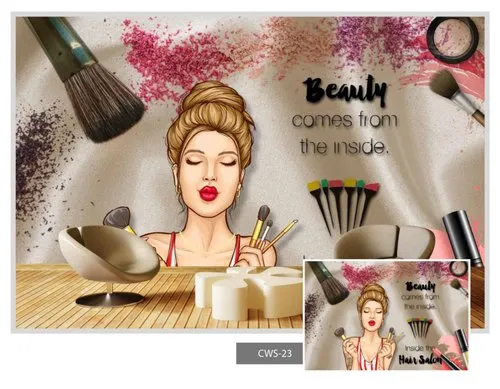 Beauty
comes from
the inside.
CWS-23
Beauty
comes from
the inside.
Inside the
Hair Salon